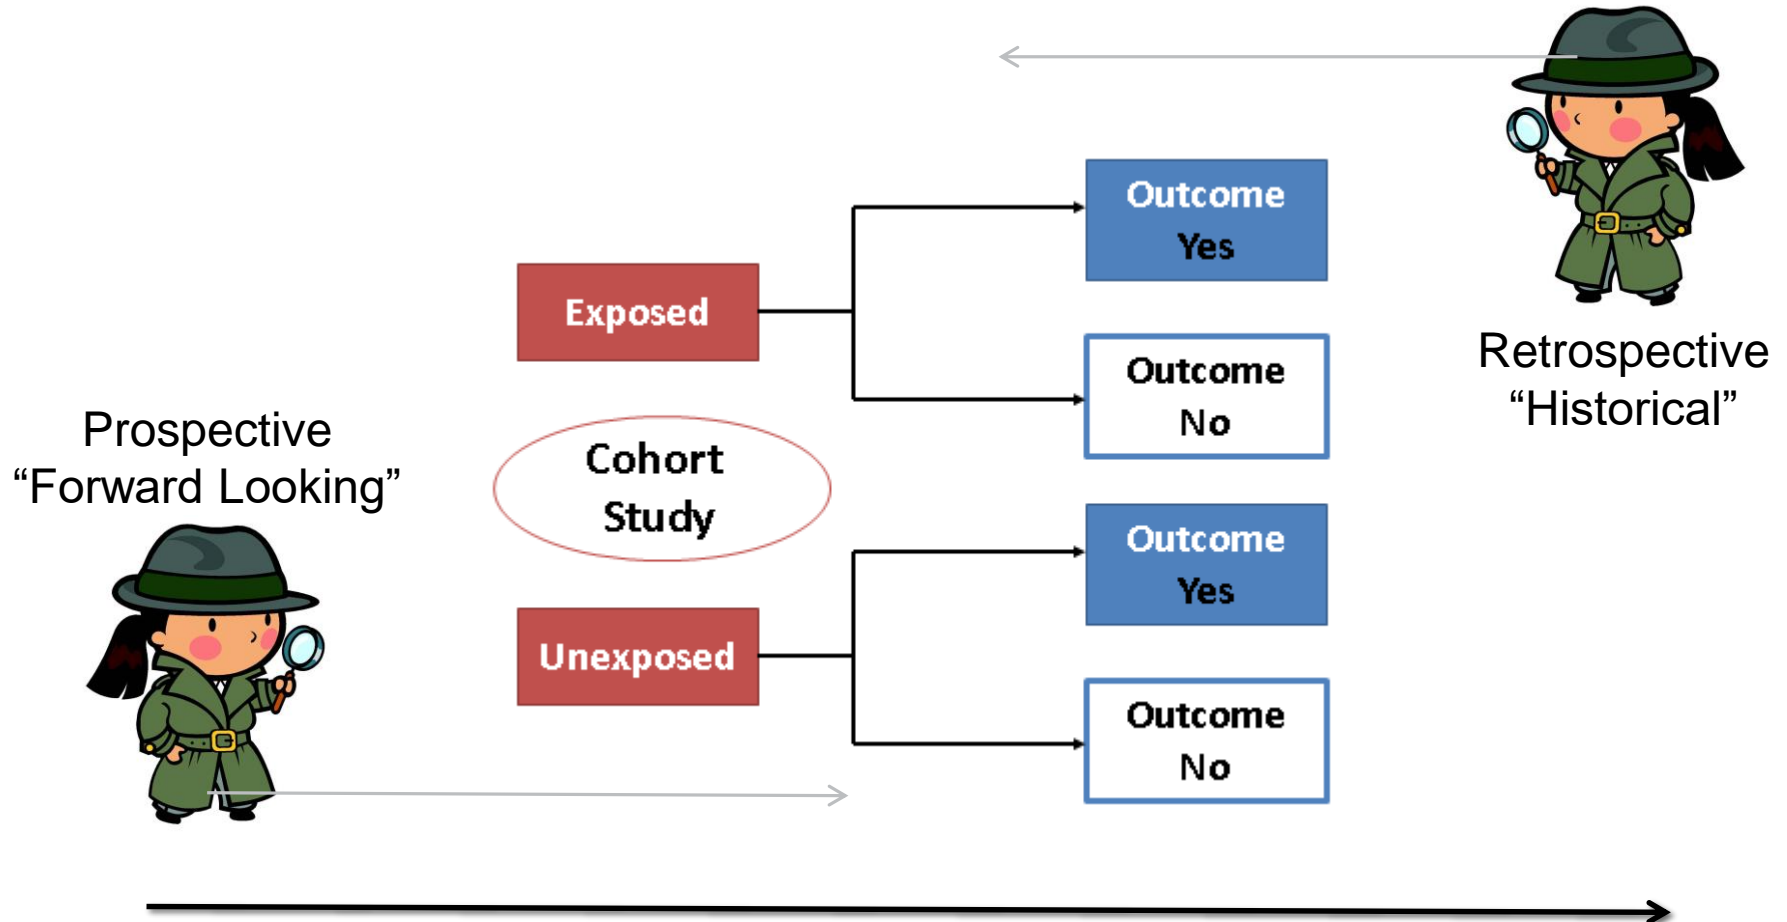 Outcome
Yes
Exposed
Outcome
No
Retrospective
“Historical”
Prospective
“Forward Looking”
Cohort
Study
Outcome
Yes
Unexposed
Outcome
No